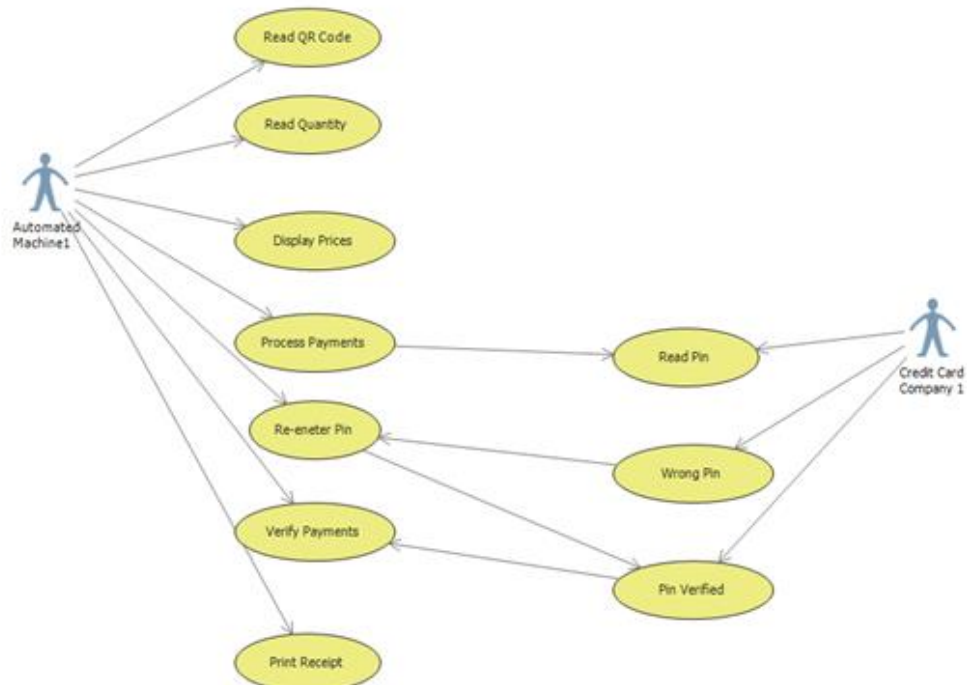 Read QR Code
Read Quantity
Automated
Machine1
Display Prices
Process Payments
Read Pin
Credit Card
Company 1
Re-eneter Pin
Wrong Pin
Verify Payments
Pin Verified
Print Receipt